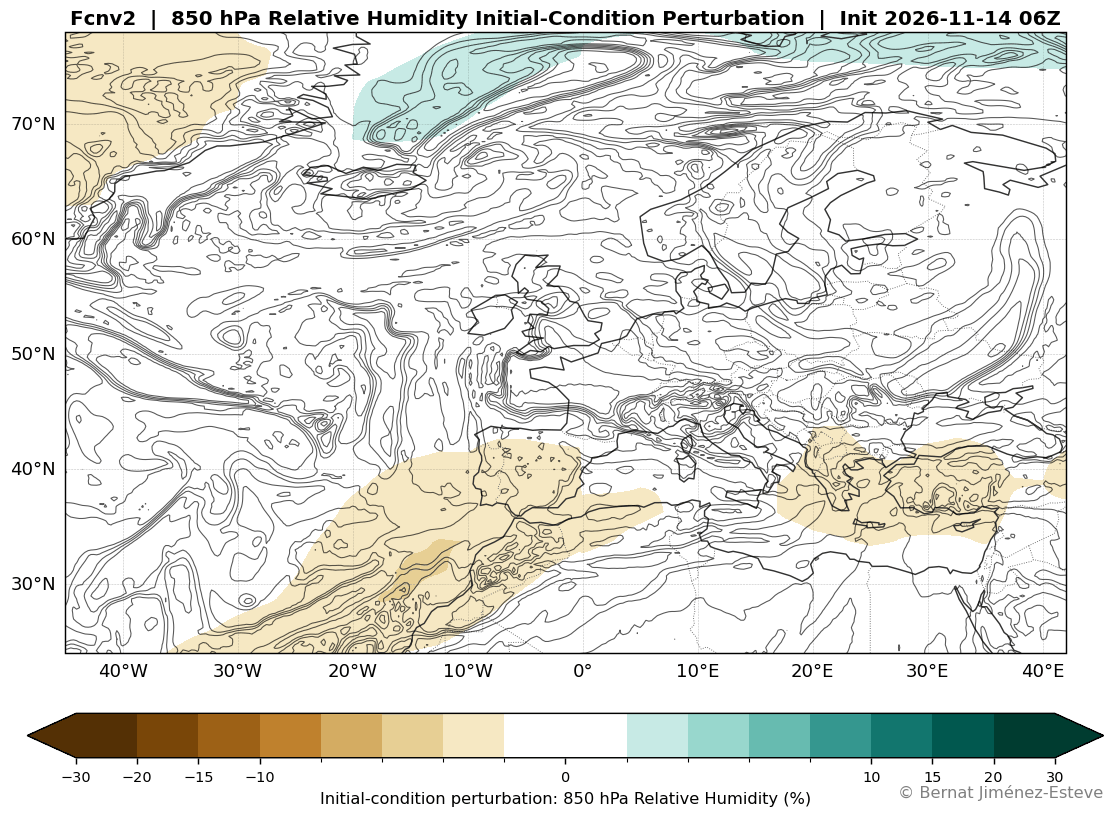 Fcnv2 | 850 hPa Relative Humidity Initial-Condition Perturbation | Init 2026-11-14 06Z
70°N
60°N
50°N
40°N
30°N
40°W 30°W 20°W 10°W 0° 10°E 20°E 30°E 40°E
−30 −20 −15 −10 0 10 15 20 30
Initial-condition perturbation: 850 hPa Relative Humidity (%)
© Bernat Jiménez-Esteve